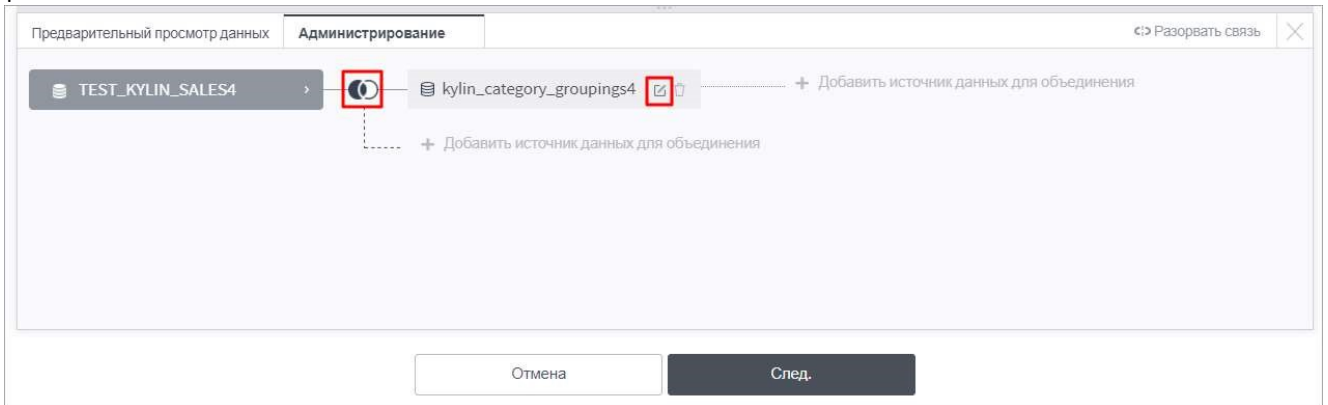 Предварительный просмотр данных Администрирование Разорвать связь
TEST_KYLIN_SALES4 kylin_category_groupings4 + Добавить источник данных для объединения
+ Добавить источник данных для объединения
Отмена След.